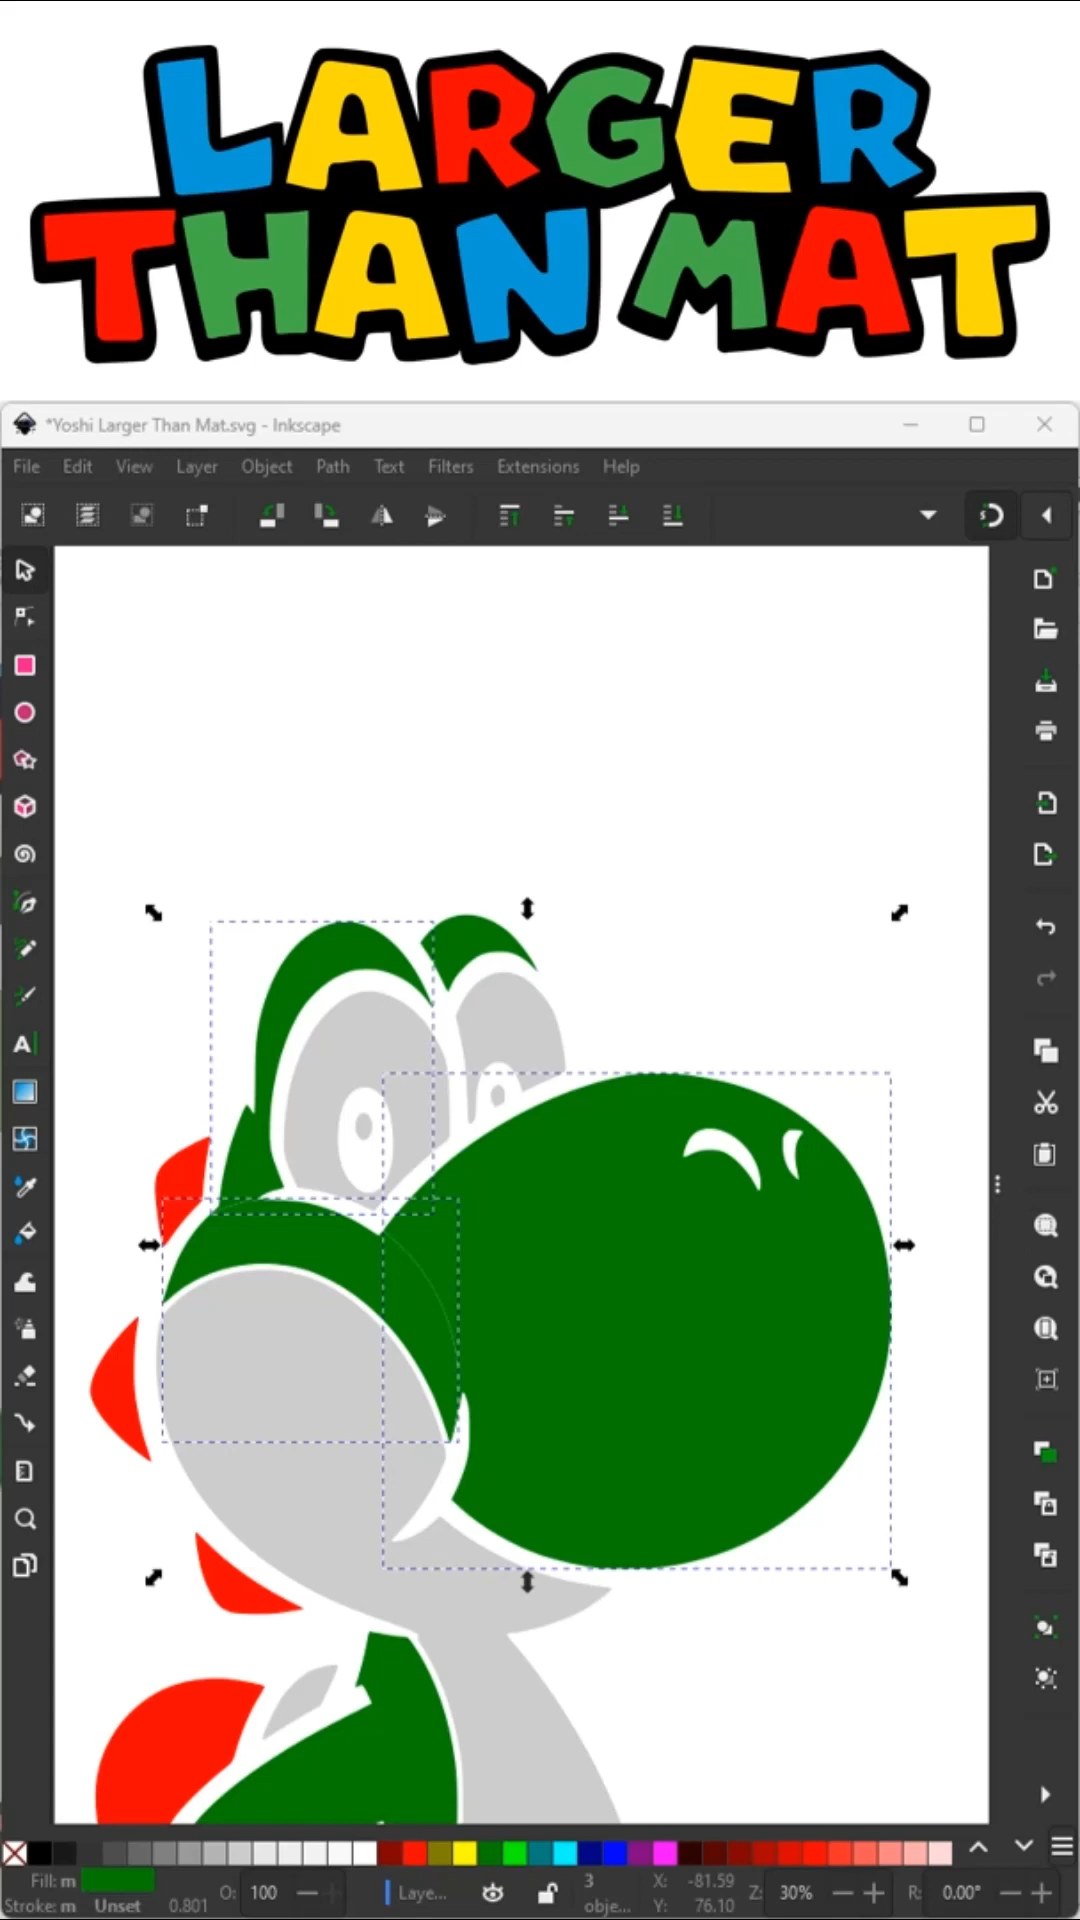 LARGER
THAN MAT
*Yoshi Larger Than Mat.svg - Inkscape
File Edit View Layer Object Path Text Filters Extensions Help
A
Fill: m O: 100 Laye... 3 X: -81.59 Z: 30% R: 0.00°
Stroke: m Unset 0.801 obje... Y: 76.10